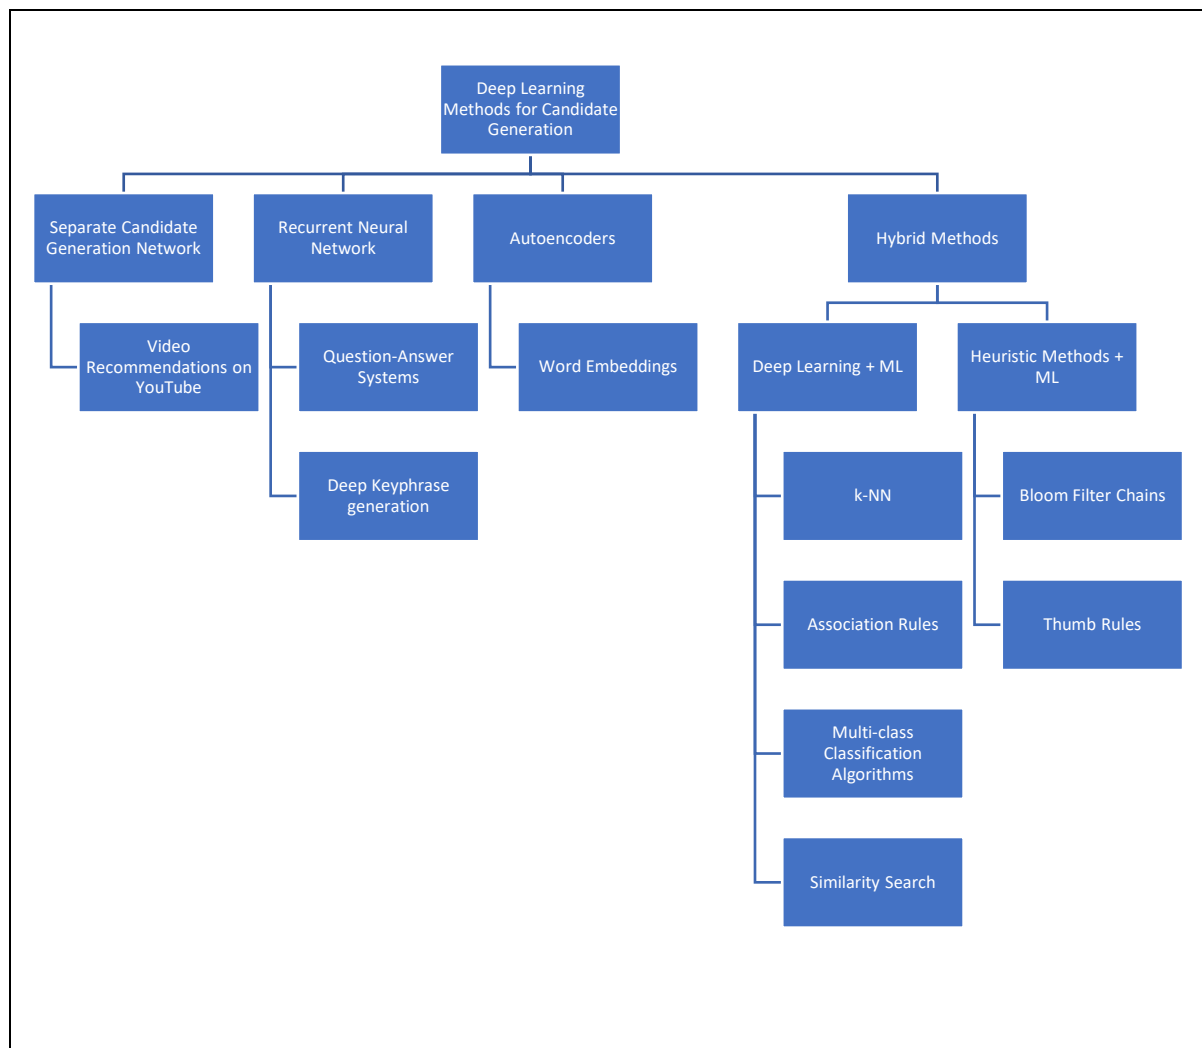 Deep Learning
Methods for Candidate
Generation
Separate Candidate
Generation Network
Recurrent Neural
Network
Autoencoders
Hybrid Methods
Video
Recommendations on
YouTube
Question-Answer
Systems
Word Embeddings
Deep Learning + ML
Heuristic Methods +
ML
Deep Keyphrase
generation
k-NN
Bloom Filter Chains
Association Rules
Thumb Rules
Multi-class
Classification
Algorithms
Similarity Search